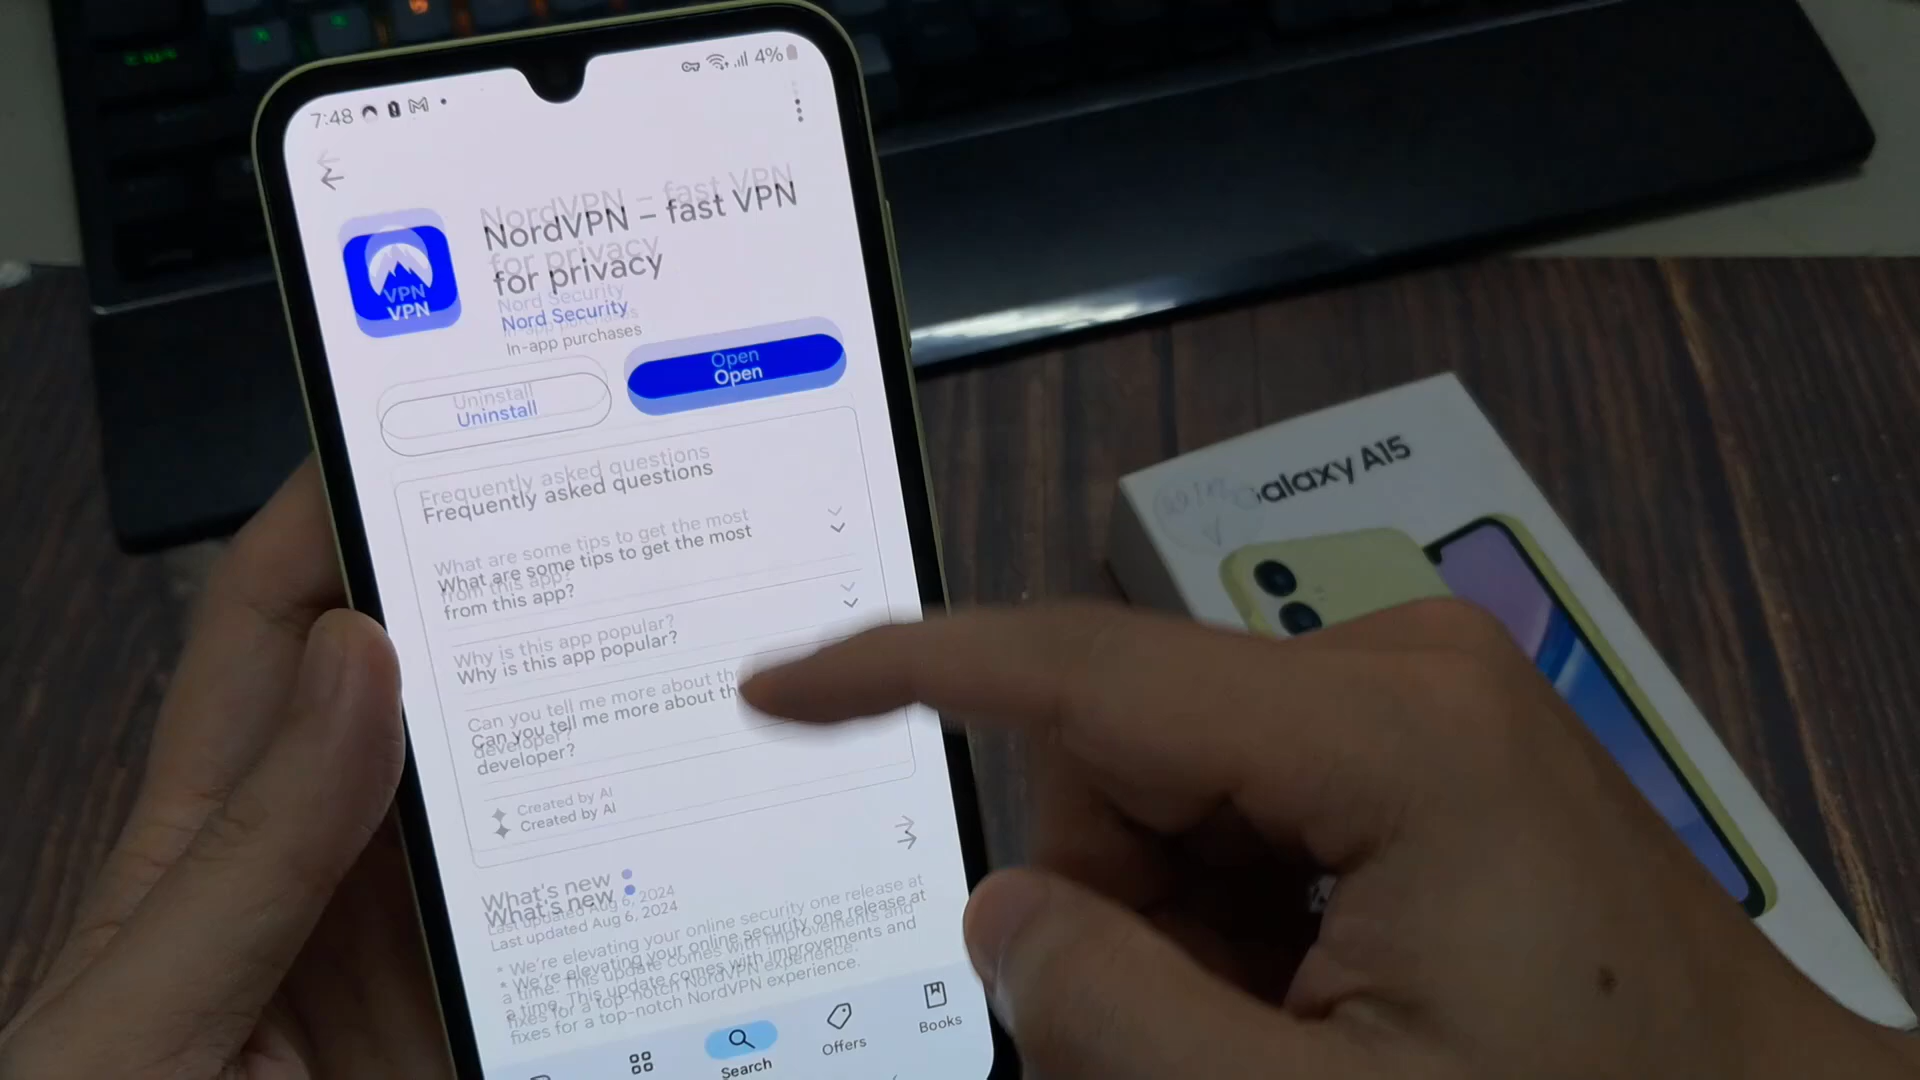 7:48
4%
NordVPN – fast VPN
for privacy
Nord Security
In-app purchases
VPN
Uninstall
Open
Frequently asked questions
What are some tips to get the most
from this app?
Why is this app popular?
Can you tell me more about the
developer?
Created by AI
What's new
Last updated Aug 6, 2024
* We're elevating your online security one release at
a time. This update comes with improvements and
fixes for a top-notch NordVPN experience.
Search
Offers
Books
Galaxy A15